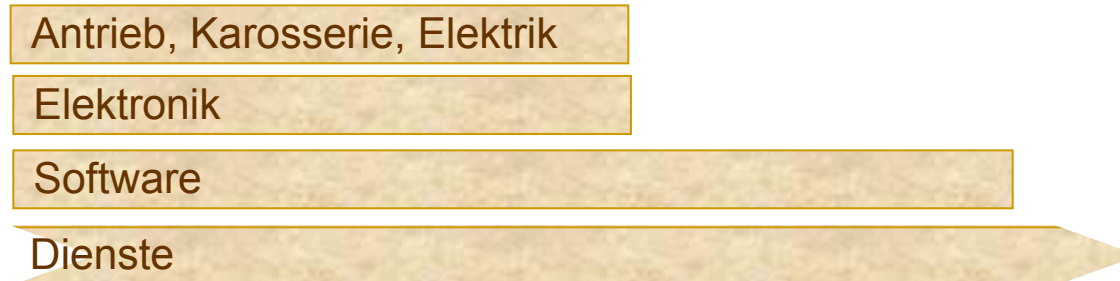 Antrieb, Karosserie, Elektrik
Elektronik
Software
Dienste